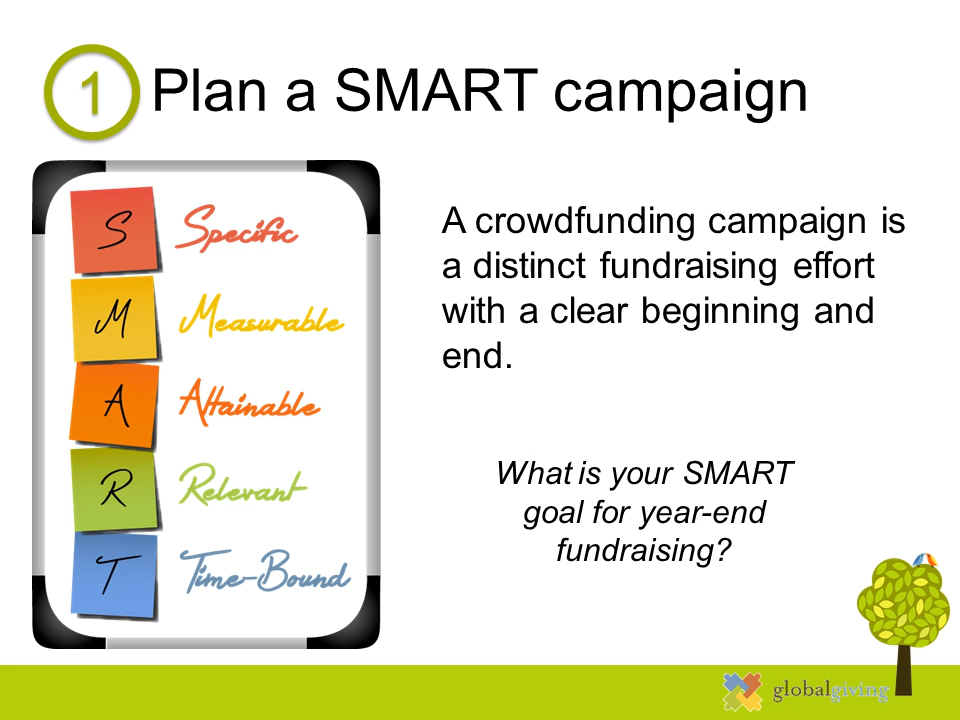 1 Plan a SMART campaign
S Specific
M Measurable
A Attainable
R Relevant
T Time-Bound
A crowdfunding campaign is
a distinct fundraising effort
with a clear beginning and
end.
What is your SMART
goal for year-end
fundraising?
globalgiving